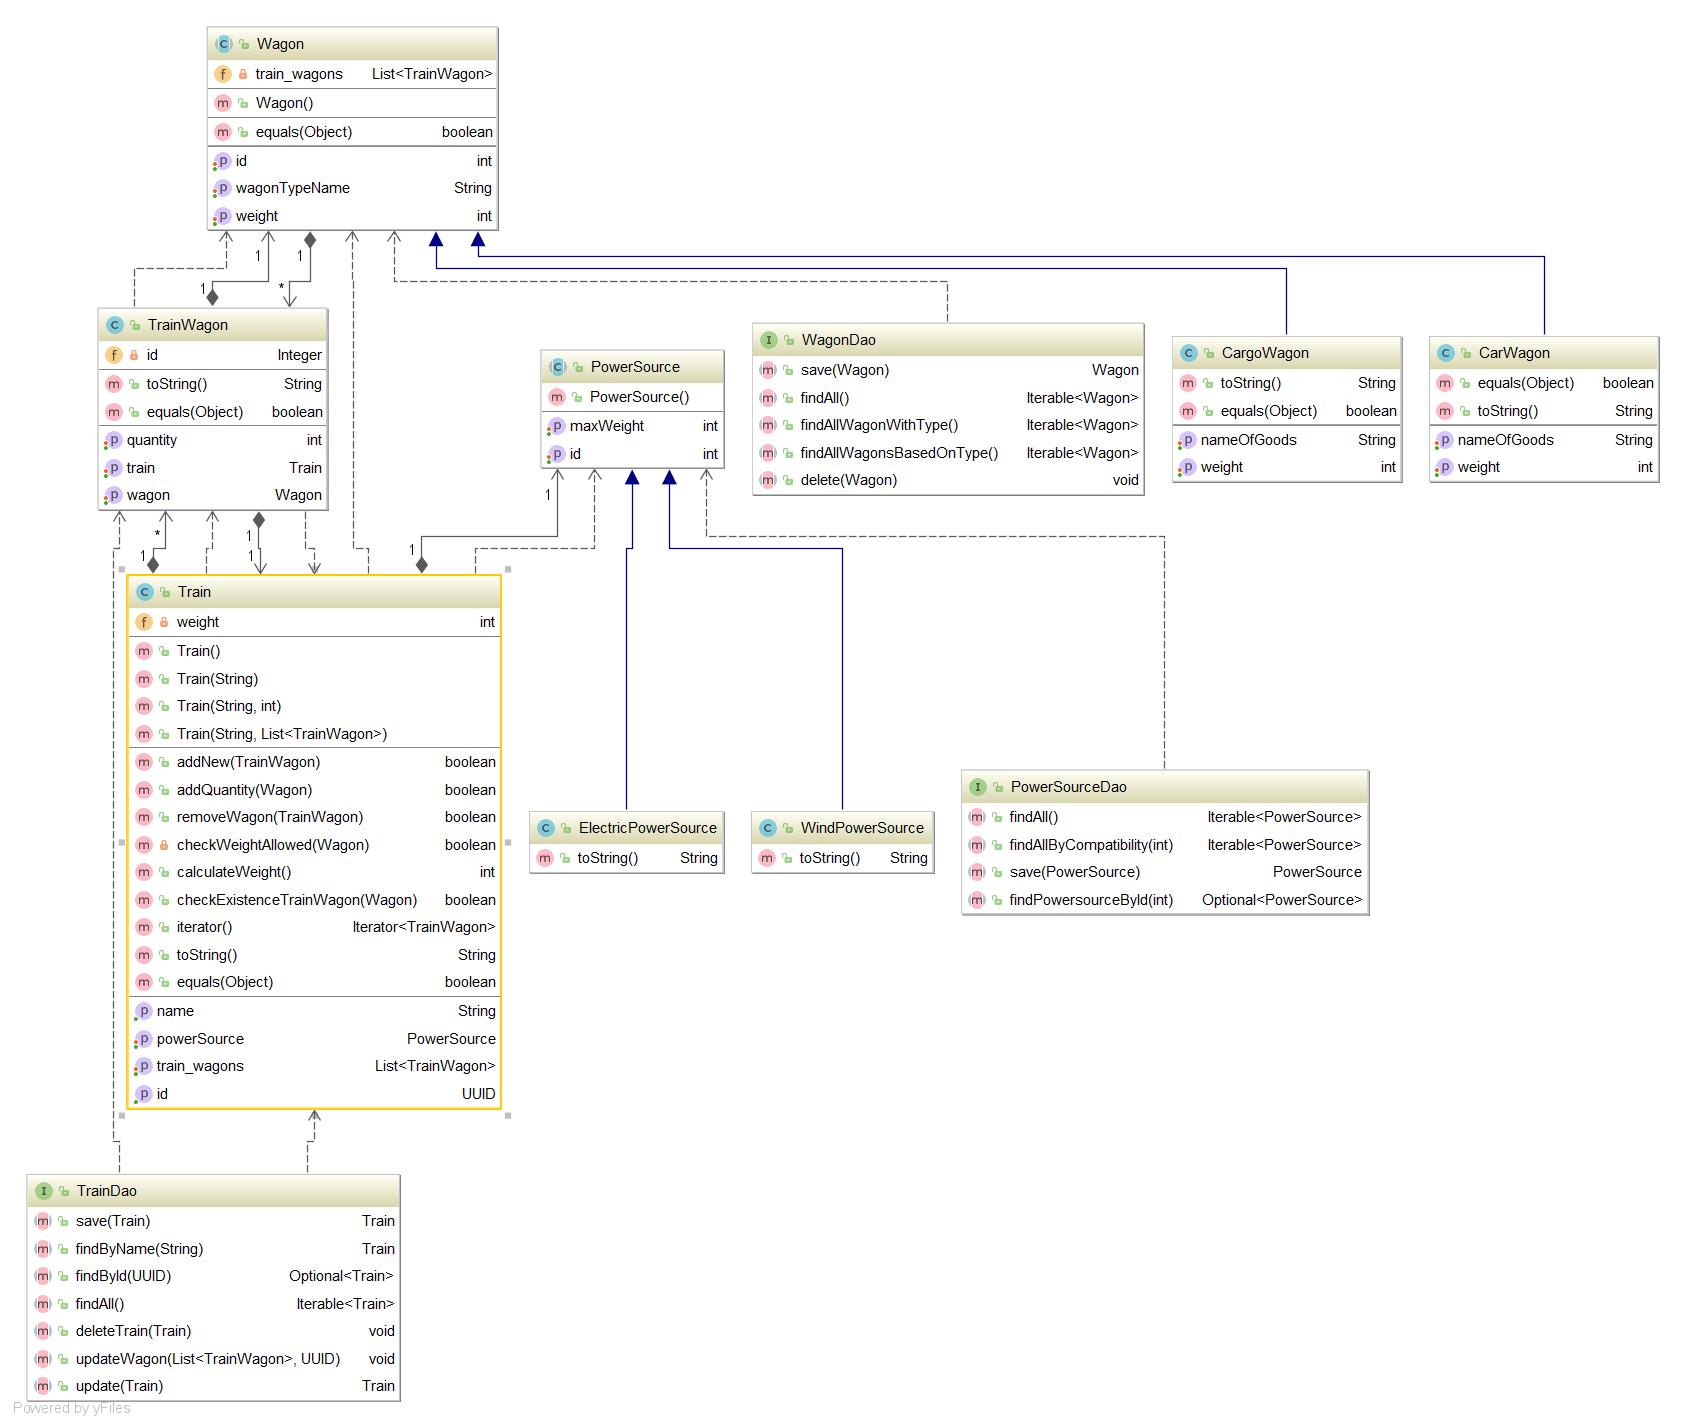 Wagon
train_wagons List<TrainWagon>
Wagon()
equals(Object) boolean
id int
wagonTypeName String
weight int
1 1
1 *
TrainWagon
id Integer
toString() String
equals(Object) boolean
quantity int
train Train
wagon Wagon
PowerSource
PowerSource()
maxWeight int
id int
WagonDao
save(Wagon) Wagon
findAll() Iterable<Wagon>
findAllWagonWithType() Iterable<Wagon>
findAllWagonsBasedOnType() Iterable<Wagon>
delete(Wagon) void
CargoWagon
toString() String
equals(Object) boolean
nameOfGoods String
weight int
CarWagon
equals(Object) boolean
toString() String
nameOfGoods String
weight int
1
* 1
1 1 1
Train
weight int
Train()
Train(String)
Train(String, int)
Train(String, List<TrainWagon>)
addNew(TrainWagon) boolean
addQuantity(Wagon) boolean
removeWagon(TrainWagon) boolean
checkWeightAllowed(Wagon) boolean
calculateWeight() int
checkExistenceTrainWagon(Wagon) boolean
iterator() Iterator<TrainWagon>
toString() String
equals(Object) boolean
name String
powerSource PowerSource
train_wagons List<TrainWagon>
id UUID
ElectricPowerSource
toString() String
WindPowerSource
toString() String
PowerSourceDao
findAll() Iterable<PowerSource>
findAllByCompatibility(int) Iterable<PowerSource>
save(PowerSource) PowerSource
findPowersourceById(int) Optional<PowerSource>
TrainDao
save(Train) Train
findByName(String) Train
findById(UUID) Optional<Train>
findAll() Iterable<Train>
deleteTrain(Train) void
updateWagon(List<TrainWagon>, UUID) void
update(Train) Train
Powered by yFiles